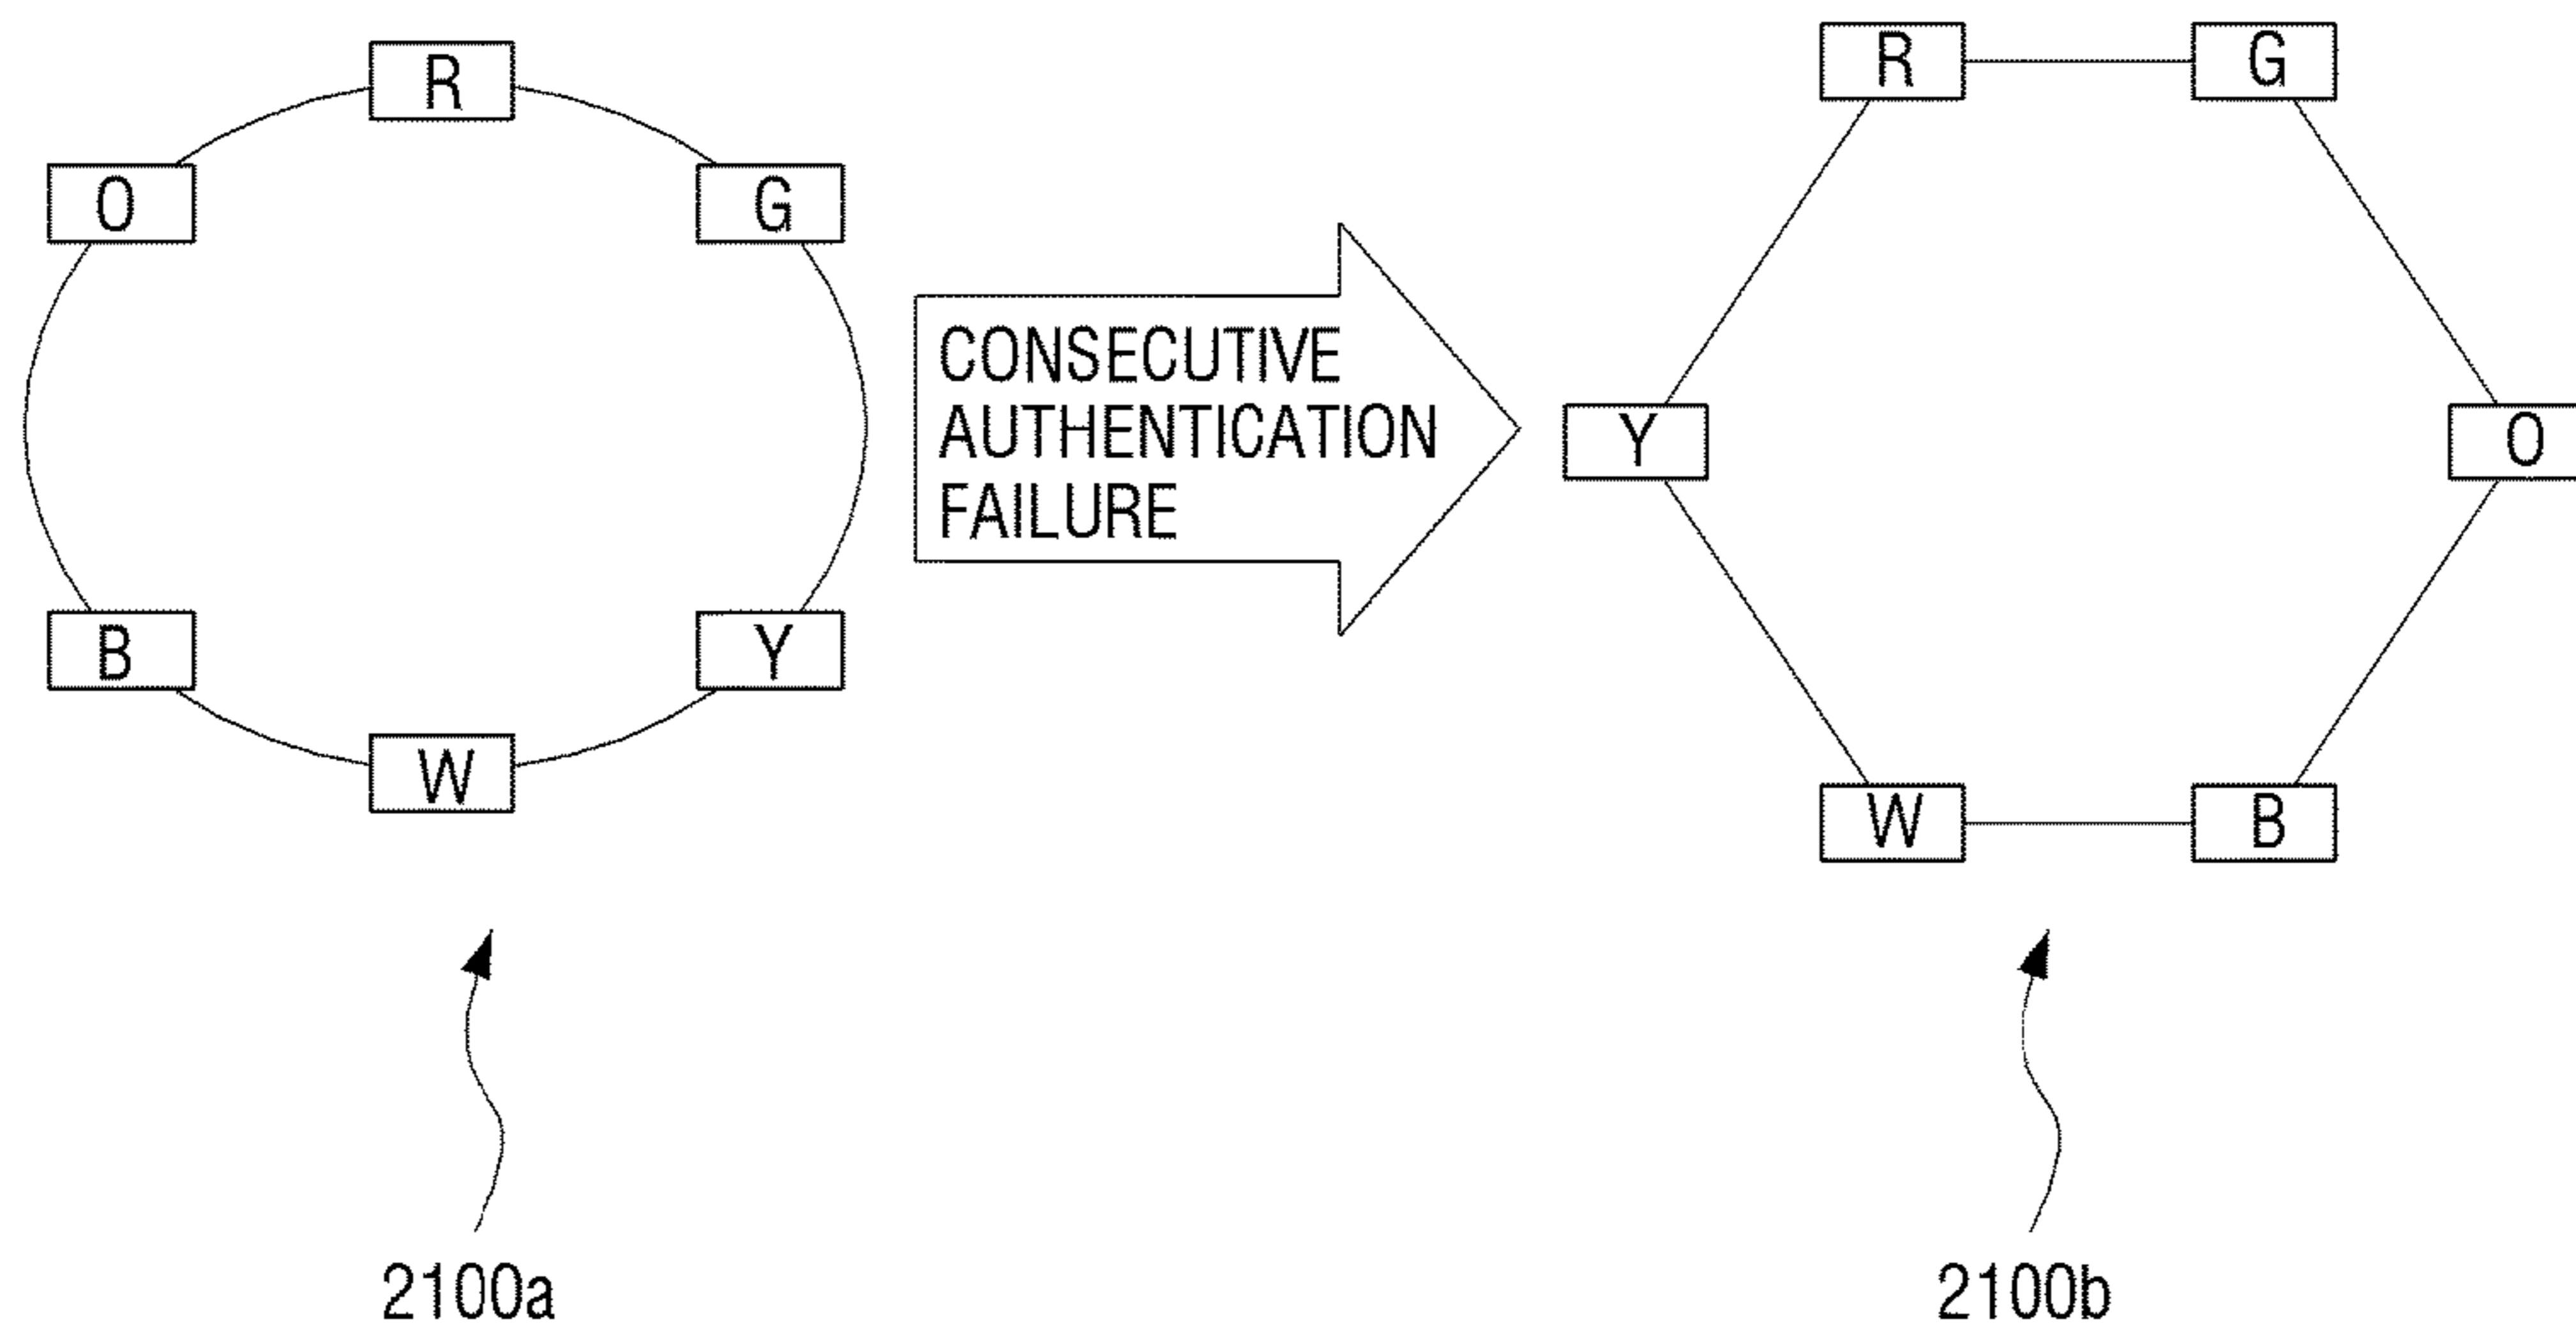 R
O
G
B
Y
W
CONSECUTIVE
AUTHENTICATION
FAILURE
R
G
Y
O
W
B
2100a
2100b